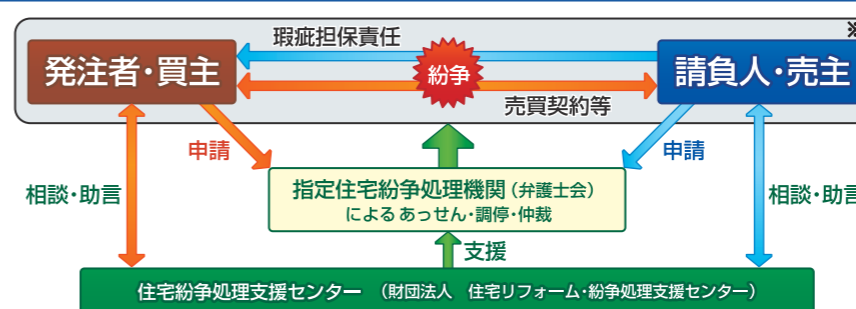 ※
瑕疵担保責任
発注者・買主
紛争
請負人・売主
売買契約等
申請
申請
指定住宅紛争処理機関（弁護士会）
によるあっせん・調停・仲裁
相談・助言
相談・助言
支援
住宅紛争処理支援センター （財団法人 住宅リフォーム・紛争処理支援センター）